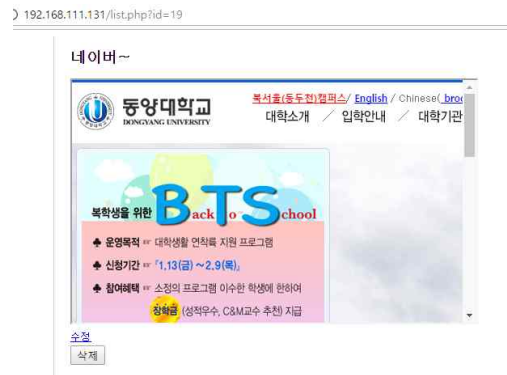 192.168.111.131/list.php?id=19
네이버~
동양대학교
DONGYANG UNIVERSITY
북서울(동두천)캠퍼스/ English / Chinese( broc
대학소개 / 입학안내 / 대학기관
복학생을 위한 BTS
ack to School
♣ 운영목적 ☞ 대학생활 연착륙 지원 프로그램
♣ 신청기간 ☞ 『1.13(금) ~2.9(목)』
♣ 참여혜택 ☞ 소정의 프로그램 이수한 학생에 한하여
장학금 (성적우수, C&M교수 추천) 지급
수정
삭제